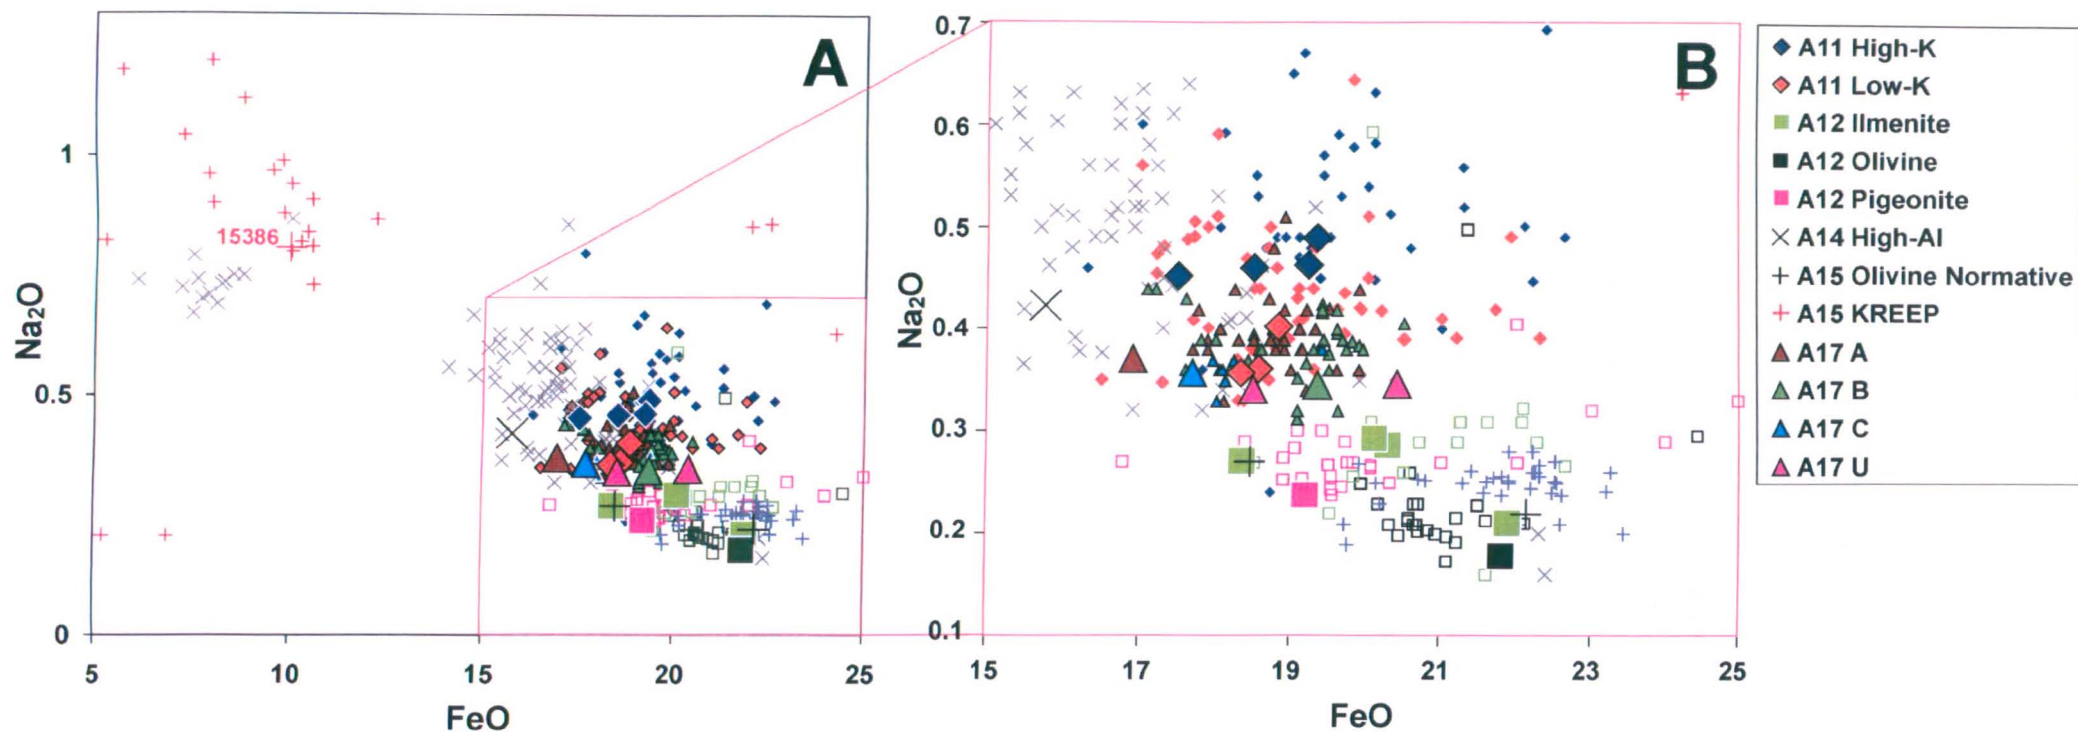 A
Na₂O
1
0.5
0
15386
5
10
15
20
25
FeO
B
Na₂O
0.7
0.6
0.5
0.4
0.3
0.2
0.1
15
17
19
21
23
25
FeO
A11 High-K
A11 Low-K
A12 Ilmenite
A12 Olivine
A12 Pigeonite
A14 High-Al
A15 Olivine Normative
A15 KREEP
A17 A
A17 B
A17 C
A17 U